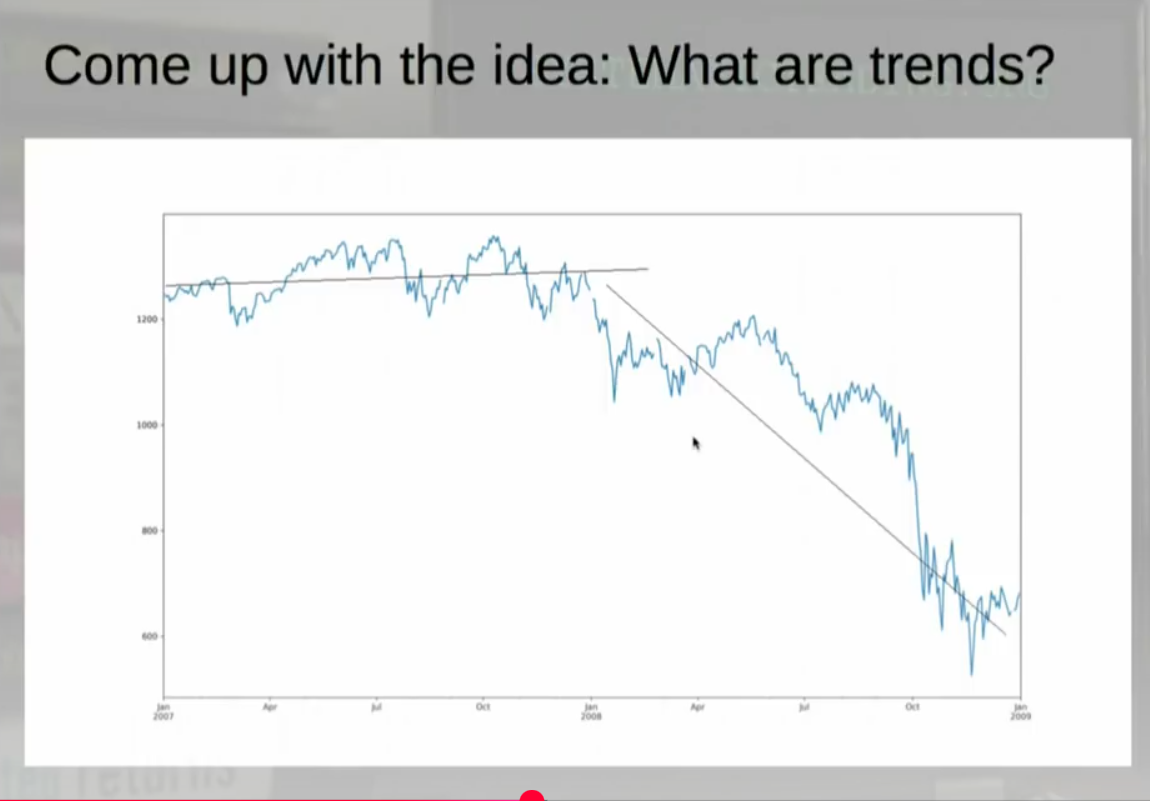 Come up with the idea: What are trends?
1200
1000
800
600
Jan
2007
Apr
Jul
Oct
Jan
2008
Apr
Jul
Oct
Jan
2009
returns